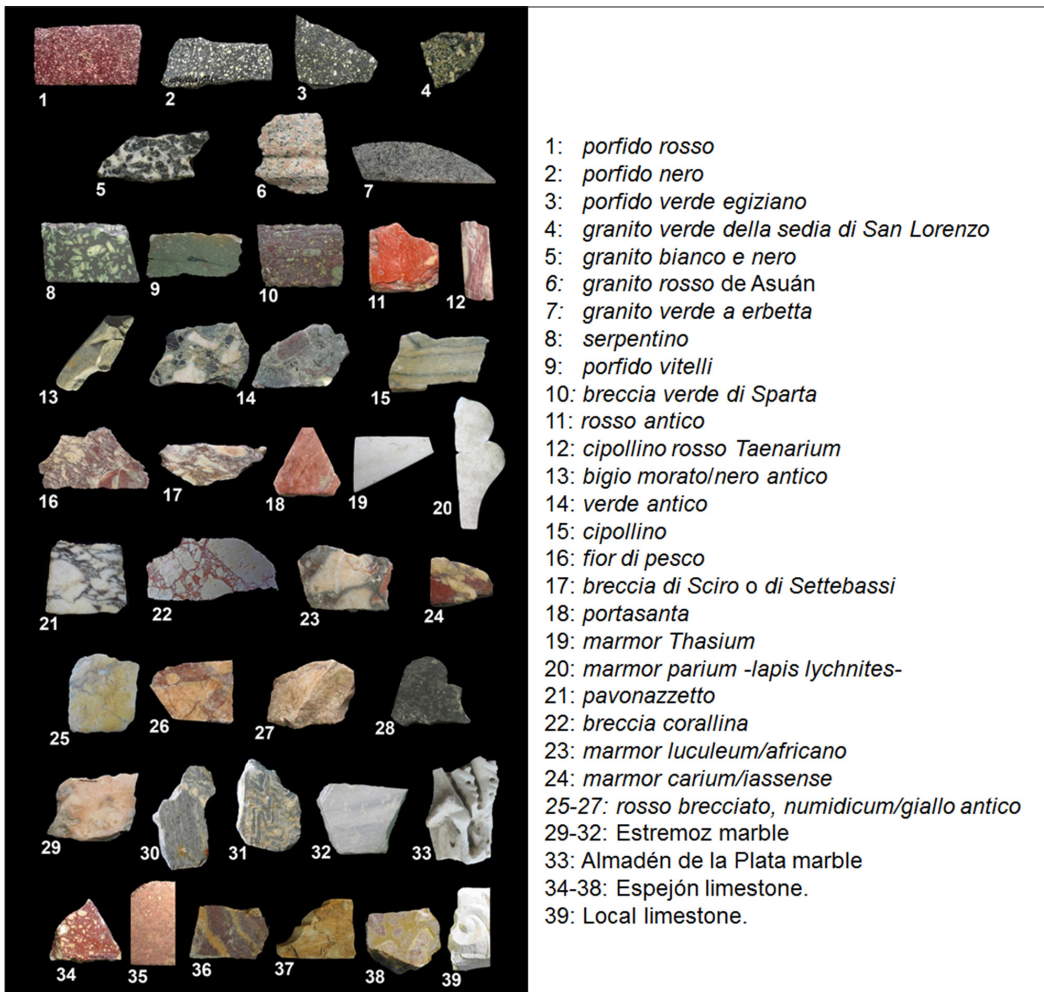 1
2
3
4
5
6
7
8
9
10
11
12
13
14
15
16
17
18
19
20
21
22
23
24
25
26
27
28
29
30
31
32
33
34
35
36
37
38
39
1: porfido rosso
2: porfido nero
3: porfido verde egiziano
4: granito verde della sedia di San Lorenzo
5: granito bianco e nero
6: granito rosso de Asuán
7: granito verde a erbetta
8: serpentino
9: porfido vitelli
10: breccia verde di Sparta
11: rosso antico
12: cipollino rosso Taenarium
13: bigio morato/nero antico
14: verde antico
15: cipollino
16: fior di pesco
17: breccia di Sciro o di Settebassi
18: portasanta
19: marmor Thasium
20: marmor parium -lapis lychnites-
21: pavonazzetto
22: breccia corallina
23: marmor luculeum/africano
24: marmor carium/iassense
25-27: rosso brecciato, numidicum/giallo antico
29-32: Estremoz marble
33: Almadén de la Plata marble
34-38: Espejón limestone.
39: Local limestone.